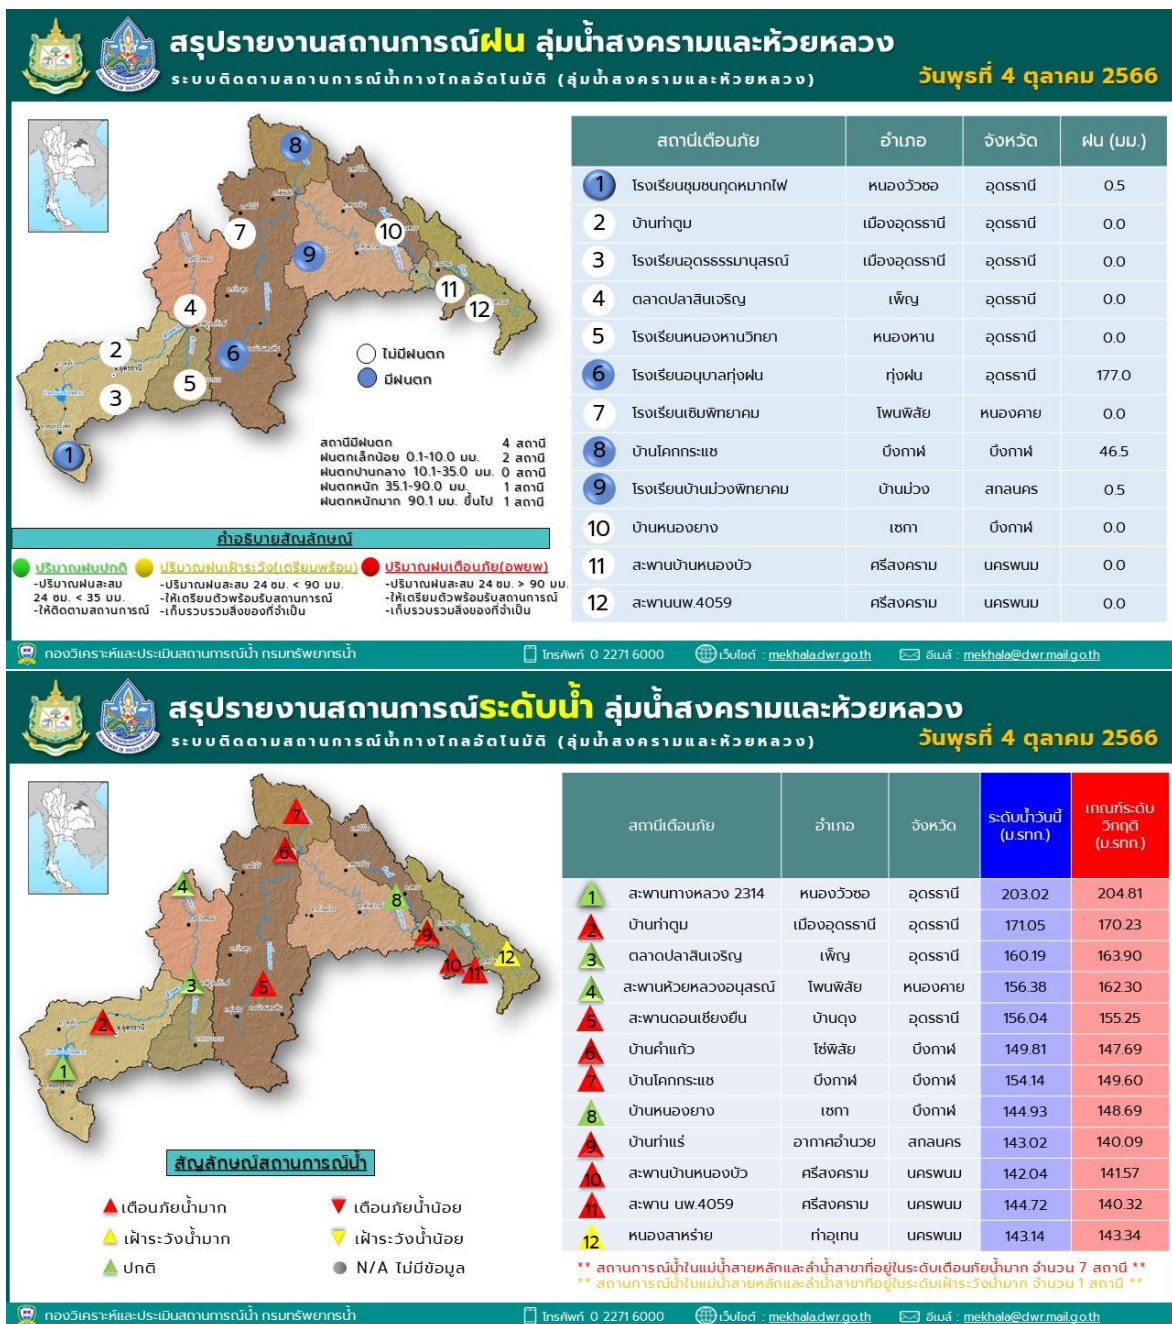 สรุปรายงานสถานการณ์ฝน ลุ่มน้ำสงครามและห้วยหลวง
ระบบติดตามสถานการณ์น้ำทางไกลอัตโนมัติ (ลุ่มน้ำสงครามและห้วยหลวง)
วันพุธที่ 4 ตุลาคม 2566
8
7
10
9
11
12
4
2
6
5
3
1
ไม่มีฝนตก
มีฝนตก
สถานีมีฝนตก 4 สถานี
ฝนตกเล็กน้อย 0.1-10.0 มม. 2 สถานี
ฝนตกปานกลาง 10.1-35.0 มม. 0 สถานี
ฝนตกหนัก 35.1-90.0 มม. 1 สถานี
ฝนตกหนักมาก 90.1 มม. ขึ้นไป 1 สถานี
คำอธิบายสัญลักษณ์
ปริมาณฝนปกติ
-ปริมาณฝนสะสม
24 ชม. < 35 มม.
-ให้ติดตามสถานการณ์
ปริมาณฝนเฝ้าระวัง(เตรียมพร้อม)
-ปริมาณฝนสะสม 24 ชม. < 90 มม.
-ให้เตรียมตัวพร้อมรับสถานการณ์
-เก็บรวบรวมสิ่งของที่จำเป็น
ปริมาณฝนเตือนภัย(อพยพ)
-ปริมาณฝนสะสม 24 ชม. > 90 มม.
-ให้เตรียมตัวพร้อมรับสถานการณ์
-เก็บรวบรวมสิ่งของที่จำเป็น
สถานีเตือนภัย อำเภอ จังหวัด ฝน (มม.)
1 โรงเรียนชุมชนกุดหมากไฟ หนองวัวซอ อุดรธานี 0.5
2 บ้านท่าตูม เมืองอุดรธานี อุดรธานี 0.0
3 โรงเรียนอุดรธรรมานุสรณ์ เมืองอุดรธานี อุดรธานี 0.0
4 ตลาดปลาสินเจริญ เพ็ญ อุดรธานี 0.0
5 โรงเรียนหนองหานวิทยา หนองหาน อุดรธานี 0.0
6 โรงเรียนอนุบาลทุ่งฝน ทุ่งฝน อุดรธานี 177.0
7 โรงเรียนเซิมพิทยาคม โพนพิสัย หนองคาย 0.0
8 บ้านโคกกระแซ บึงกาฬ บึงกาฬ 46.5
9 โรงเรียนบ้านม่วงพิทยาคม บ้านม่วง สกลนคร 0.5
10 บ้านหนองยาง เซกา บึงกาฬ 0.0
11 สะพานบ้านหนองบัว ศรีสงคราม นครพนม 0.0
12 สะพานนพ.4059 ศรีสงคราม นครพนม 0.0
กองวิเคราะห์และประเมินสถานการณ์น้ำ กรมทรัพยากรน้ำ โทรศัพท์ 0 2271 6000 เว็บไซต์ : mekhala.dwr.go.th อีเมล์ : mekhala@dwr.mail.go.th
สรุปรายงานสถานการณ์ระดับน้ำ ลุ่มน้ำสงครามและห้วยหลวง
ระบบติดตามสถานการณ์น้ำทางไกลอัตโนมัติ (ลุ่มน้ำสงครามและห้วยหลวง)
วันพุธที่ 4 ตุลาคม 2566
7
6
4
8
9
12
10
11
3
5
2
1
สัญลักษณ์สถานการณ์น้ำ
เตือนภัยน้ำมาก เตือนภัยน้ำน้อย
เฝ้าระวังน้ำมาก เฝ้าระวังน้ำน้อย
ปกติ N/A ไม่มีข้อมูล
สถานีเตือนภัย อำเภอ จังหวัด ระดับน้ำวันนี้ (ม.รทก.) เกณฑ์ระดับวิกฤติ (ม.รทก.)
1 สะพานทางหลวง 2314 หนองวัวซอ อุดรธานี 203.02 204.81
2 บ้านท่าตูม เมืองอุดรธานี อุดรธานี 171.05 170.23
3 ตลาดปลาสินเจริญ เพ็ญ อุดรธานี 160.19 163.90
4 สะพานห้วยหลวงอนุสรณ์ โพนพิสัย หนองคาย 156.38 162.30
5 สะพานดอนเชียงยืน บ้านดุง อุดรธานี 156.04 155.25
6 บ้านคำแก้ว โซ่พิสัย บึงกาฬ 149.81 147.69
7 บ้านโคกกระแซ บึงกาฬ บึงกาฬ 154.14 149.60
8 บ้านหนองยาง เซกา บึงกาฬ 144.93 148.69
9 บ้านท่าแร่ อากาศอำนวย สกลนคร 143.02 140.09
10 สะพานบ้านหนองบัว ศรีสงคราม นครพนม 142.04 141.57
11 สะพาน นพ.4059 ศรีสงคราม นครพนม 144.72 140.32
12 หนองสาหร่าย ท่าอุเทน นครพนม 143.14 143.34
** สถานการณ์น้ำในแม่น้ำสายหลักและลำน้ำสาขาที่อยู่ในระดับเตือนภัยน้ำมาก จำนวน 7 สถานี **
** สถานการณ์น้ำในแม่น้ำสายหลักและลำน้ำสาขาที่อยู่ในระดับเฝ้าระวังน้ำมาก จำนวน 1 สถานี **
กองวิเคราะห์และประเมินสถานการณ์น้ำ กรมทรัพยากรน้ำ โทรศัพท์ 0 2271 6000 เว็บไซต์ : mekhala.dwr.go.th อีเมล์ : mekhala@dwr.mail.go.th